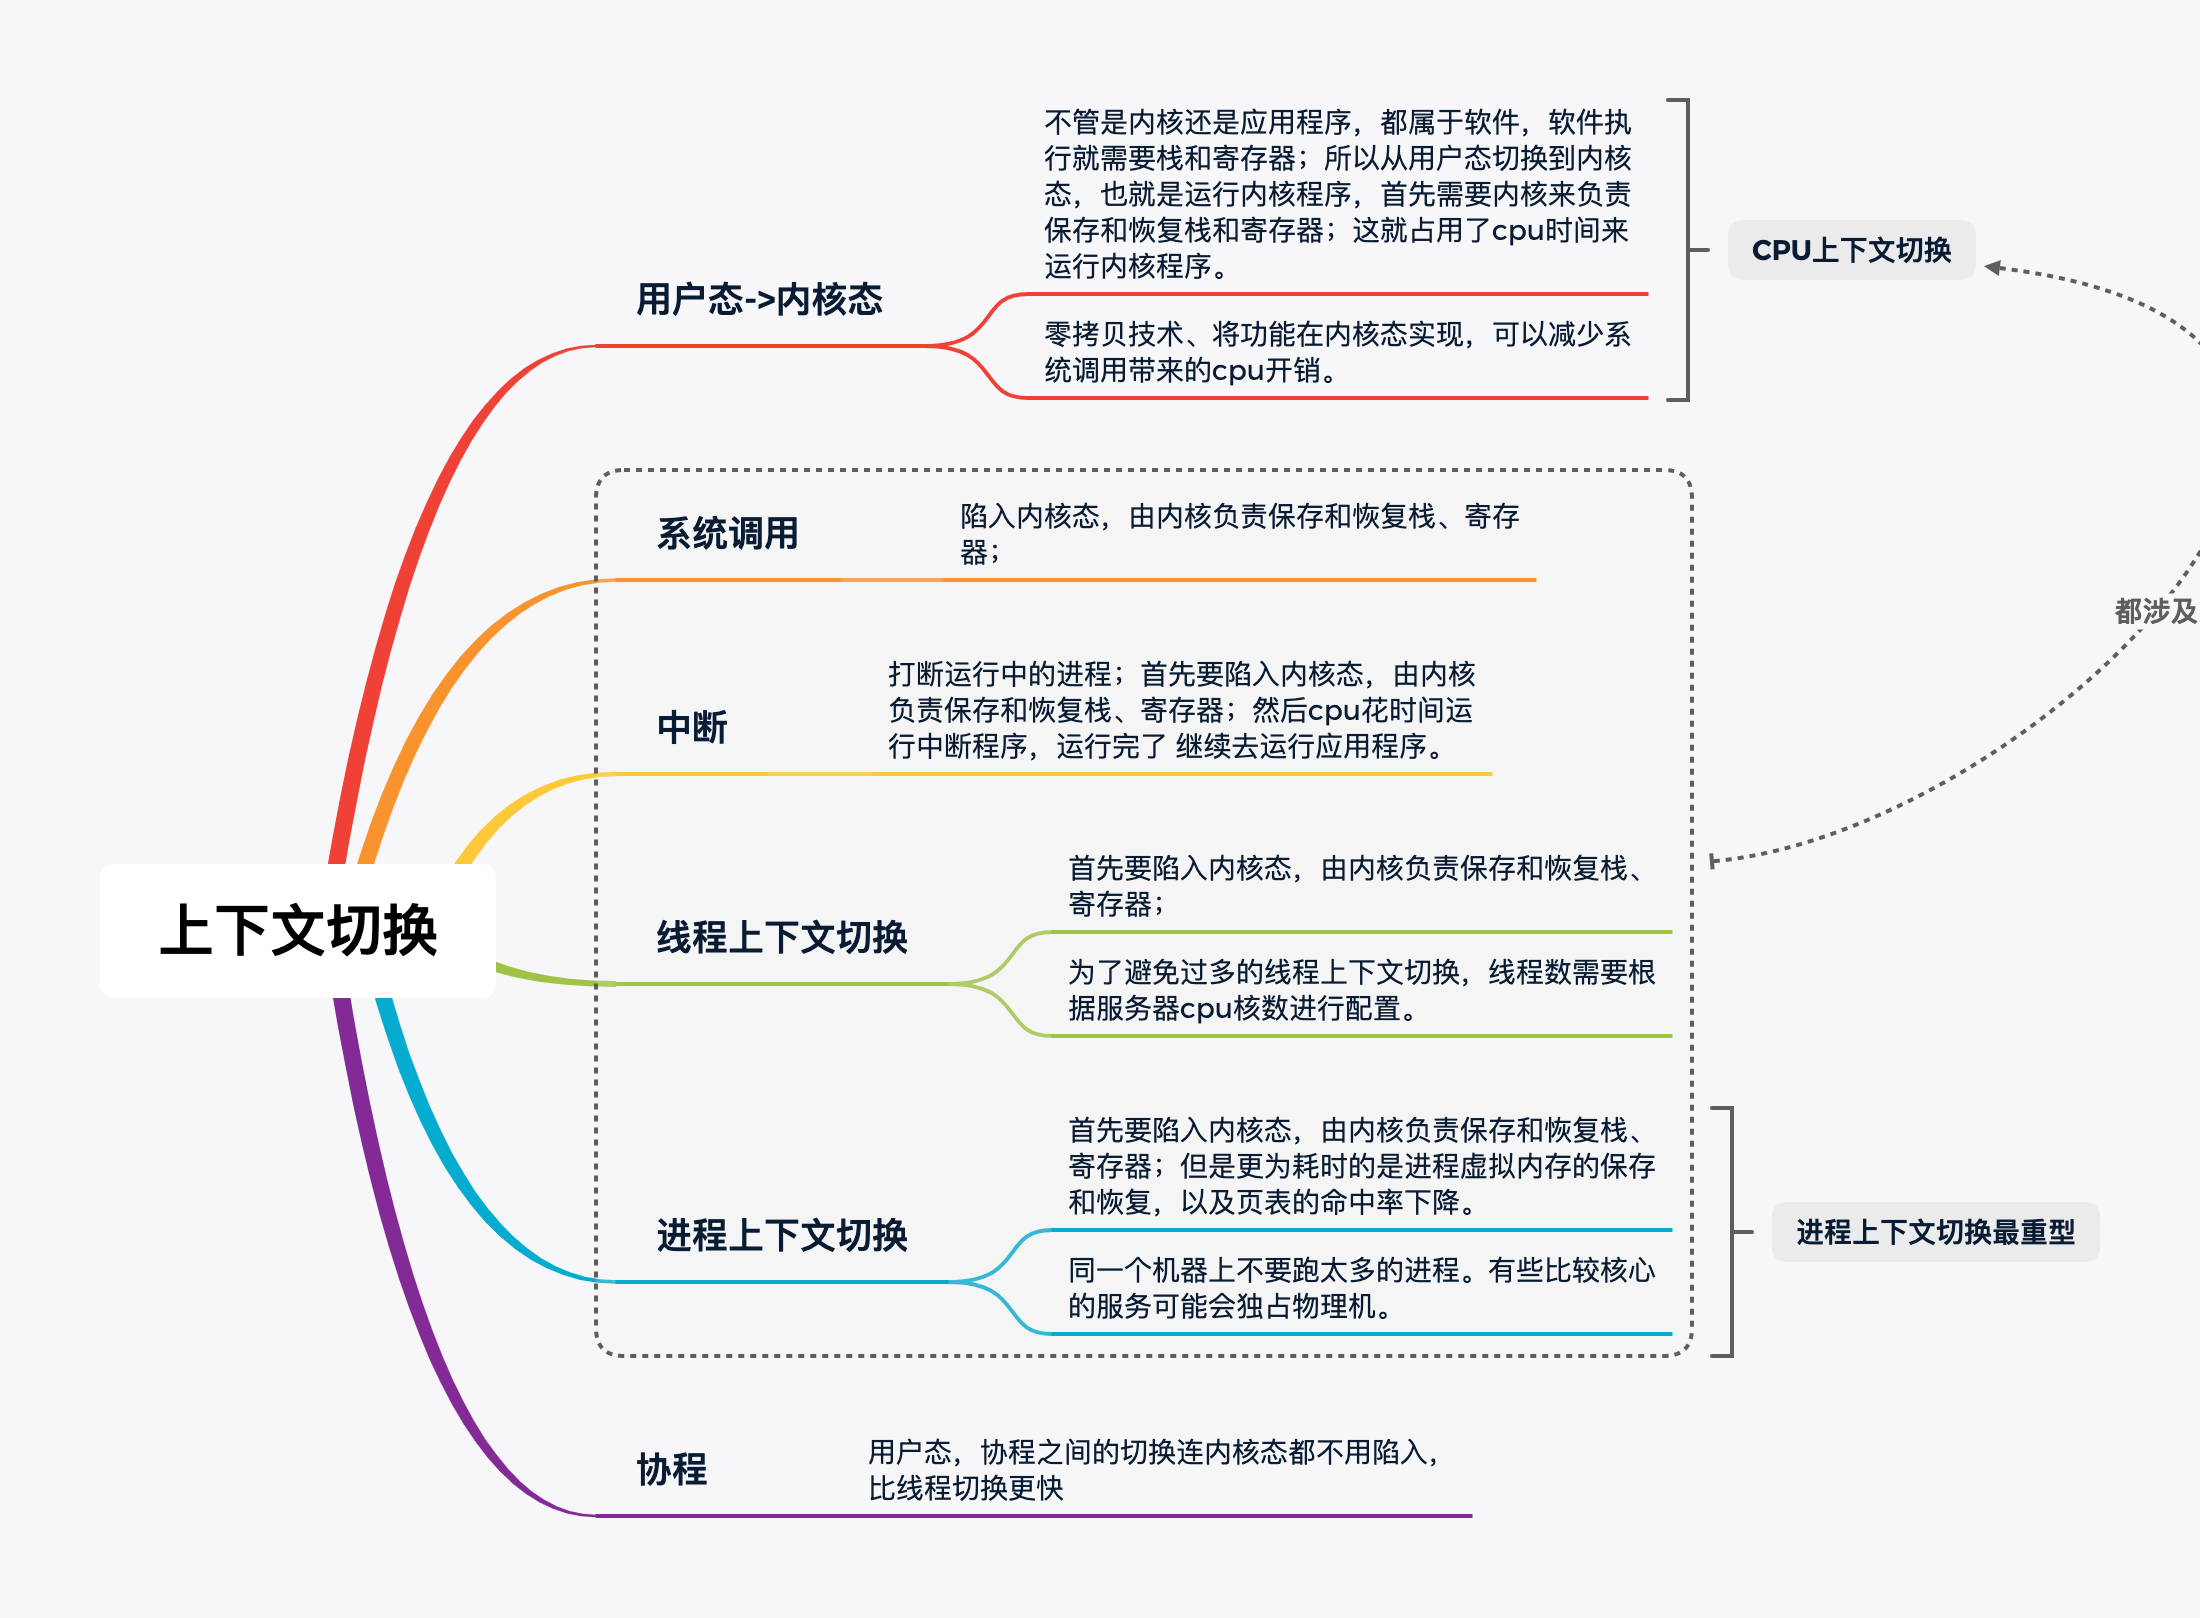 不管是内核还是应用程序，都属于软件，软件执
行就需要栈和寄存器；所以从用户态切换到内核
态，也就是运行内核程序，首先需要内核来负责
保存和恢复栈和寄存器；这就占用了cpu时间来
运行内核程序。
CPU上下文切换
用户态->内核态
零拷贝技术、将功能在内核态实现，可以减少系
统调用带来的cpu开销。
系统调用
陷入内核态，由内核负责保存和恢复栈、寄存
器；
都涉及
中断
打断运行中的进程；首先要陷入内核态，由内核
负责保存和恢复栈、寄存器；然后cpu花时间运
行中断程序，运行完了 继续去运行应用程序。
上下文切换
线程上下文切换
首先要陷入内核态，由内核负责保存和恢复栈、
寄存器；
为了避免过多的线程上下文切换，线程数需要根
据服务器cpu核数进行配置。
进程上下文切换
首先要陷入内核态，由内核负责保存和恢复栈、
寄存器；但是更为耗时的是进程虚拟内存的保存
和恢复，以及页表的命中率下降。
同一个机器上不要跑太多的进程。有些比较核心
的服务可能会独占物理机。
进程上下文切换最重型
协程
用户态，协程之间的切换连内核态都不用陷入，
比线程切换更快